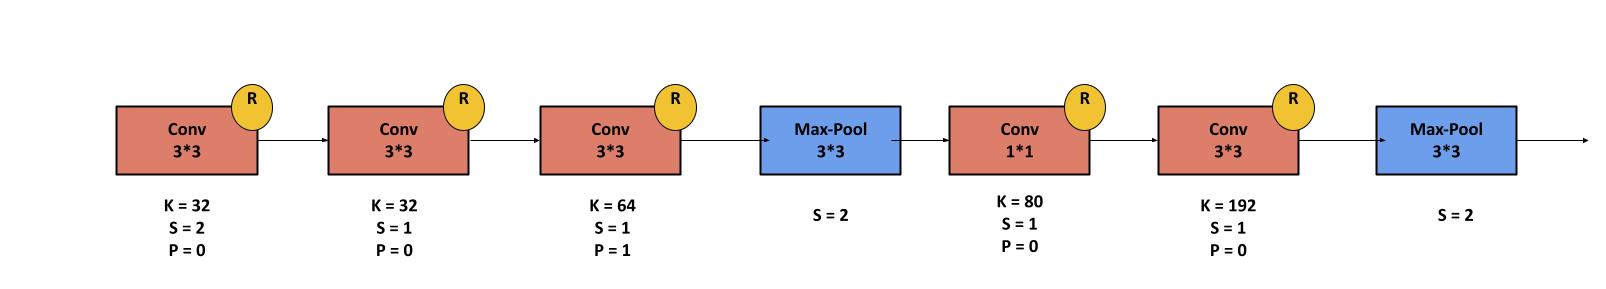 R
Conv
3*3
K = 32
S = 2
P = 0
R
Conv
3*3
K = 32
S = 1
P = 0
R
Conv
3*3
K = 64
S = 1
P = 1
Max-Pool
3*3
S = 2
R
Conv
1*1
K = 80
S = 1
P = 0
R
Conv
3*3
K = 192
S = 1
P = 0
Max-Pool
3*3
S = 2